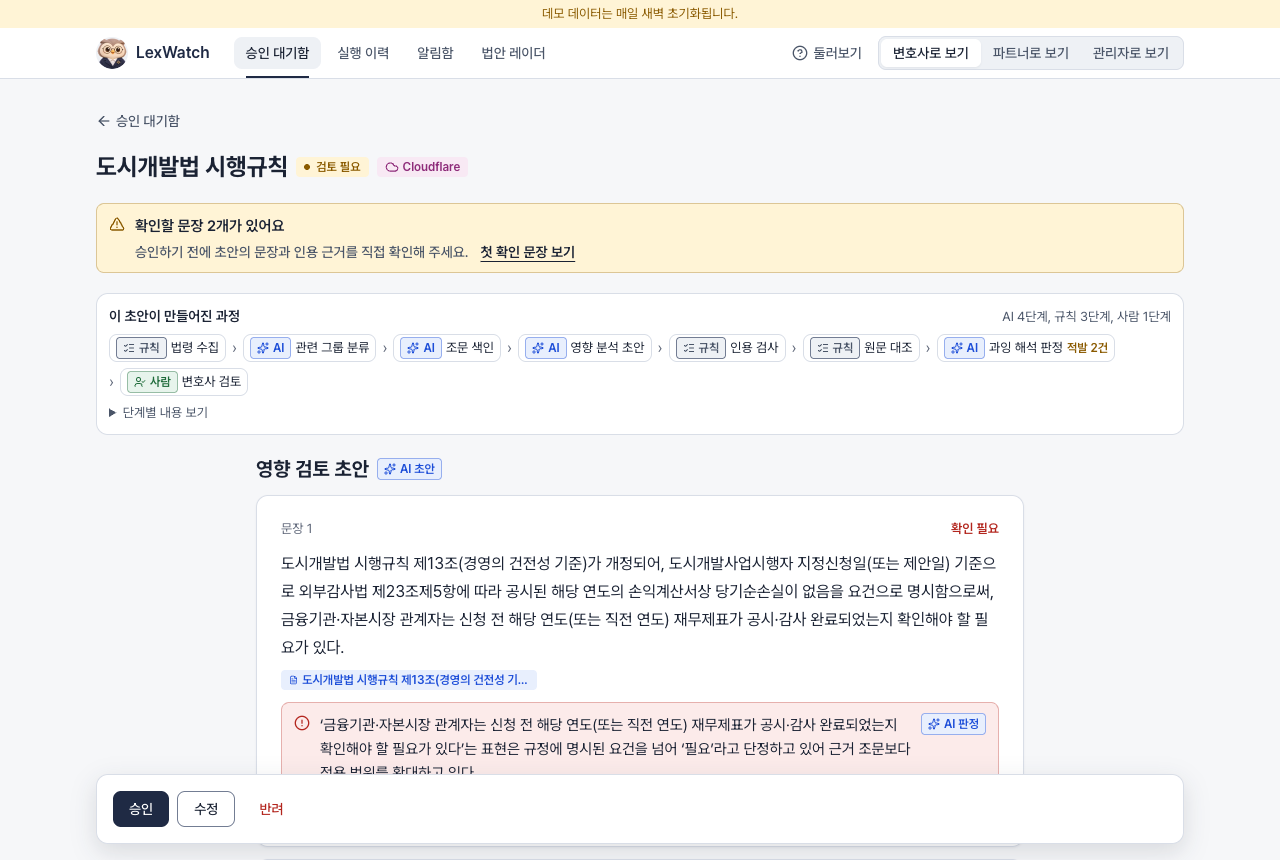 데모 데이터는 매일 새벽 초기화됩니다.
LexWatch
승인 대기함
실행 이력
알림함
법안 레이더
둘러보기
변호사로 보기
파트너로 보기
관리자로 보기
승인 대기함
도시개발법 시행규칙
검토 필요
Cloudflare
확인할 문장 2개가 있어요
승인하기 전에 초안의 문장과 인용 근거를 직접 확인해 주세요. 첫 확인 문장 보기
이 초안이 만들어진 과정
AI 4단계, 규칙 3단계, 사람 1단계
규칙 법령 수집 › AI 관련 그룹 분류 › AI 조문 색인 › AI 영향 분석 초안 › 규칙 인용 검사 › 규칙 원문 대조 › AI 과잉 해석 판정 적발 2건
› 사람 변호사 검토
▶ 단계별 내용 보기
영향 검토 초안
AI 초안
문장 1
확인 필요
도시개발법 시행규칙 제13조(경영의 건전성 기준)가 개정되어, 도시개발사업시행자 지정신청일(또는 제안일) 기준으
로 외부감사법 제23조제5항에 따라 공시된 해당 연도의 손익계산서상 당기순손실이 없음을 요건으로 명시함으로써,
금융기관·자본시장 관계자는 신청 전 해당 연도(또는 직전 연도) 재무제표가 공시·감사 완료되었는지 확인해야 할 필
요가 있다.
도시개발법 시행규칙 제13조(경영의 건전성 기...
‘금융기관·자본시장 관계자는 신청 전 해당 연도(또는 직전 연도) 재무제표가 공시·감사 완료되었는지
AI 판정
확인해야 할 필요가 있다’는 표현은 규정에 명시된 요건을 넘어 ‘필요’라고 단정하고 있어 근거 조문보다
적용 범위를 확대하고 있다
승인
수정
반려